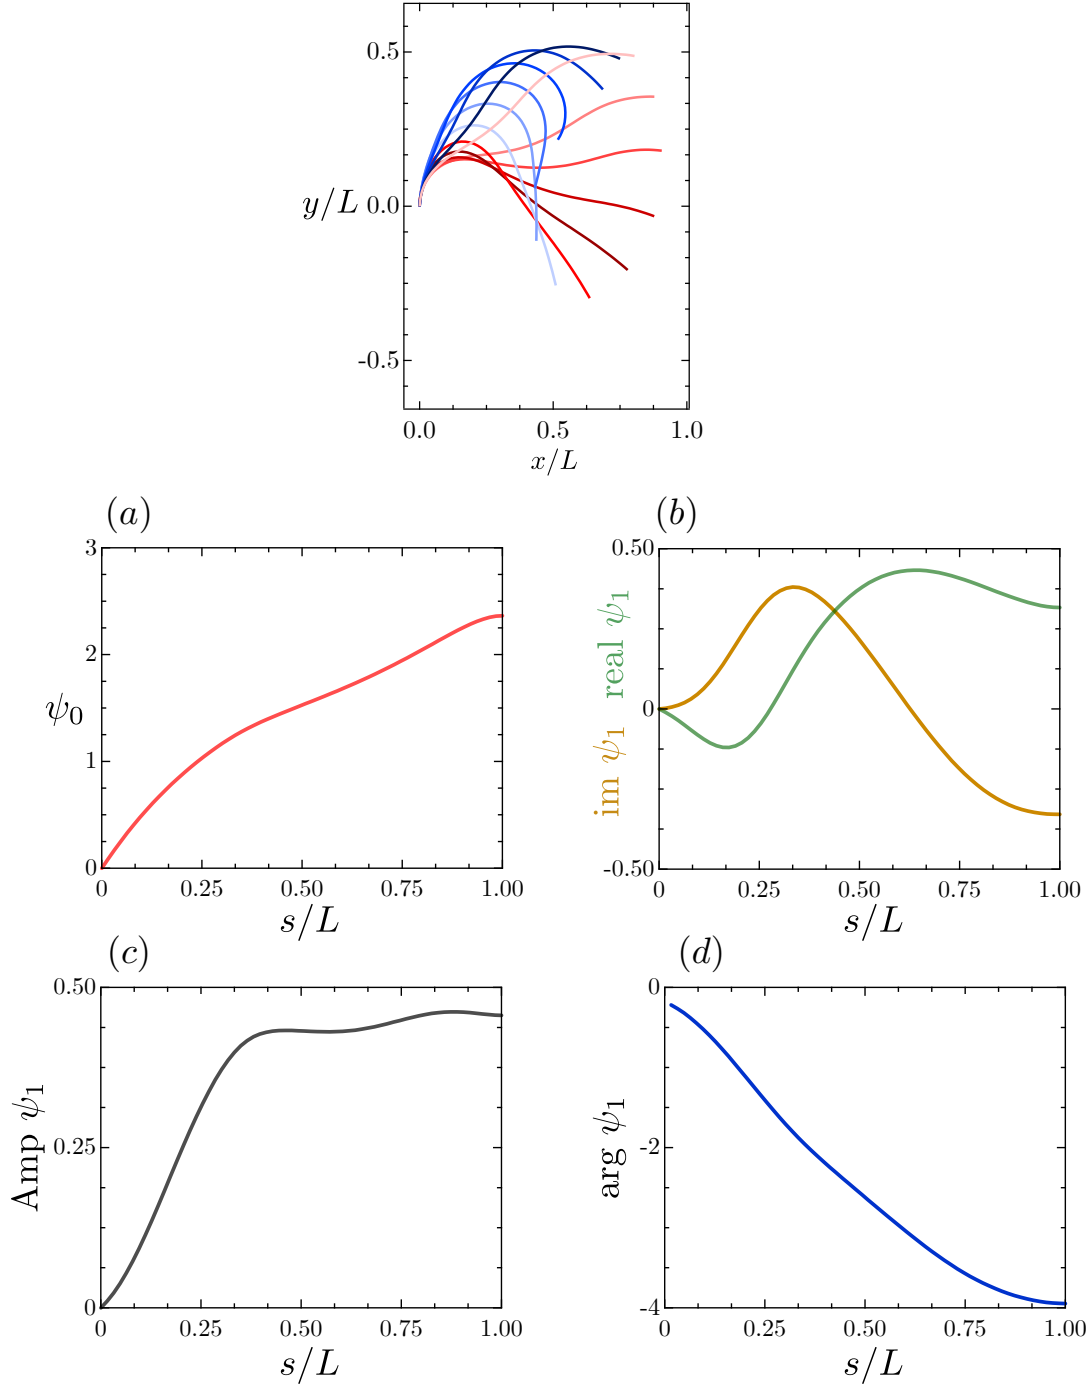 0.5
y/L 0.0
-0.5
0.0 0.5 1.0
x/L
(a)
3
2
ψ0
1
0
0 0.25 0.50 0.75 1.00
s/L
(b)
0.50
0
-0.50
im ψ1 real ψ1
0 0.25 0.50 0.75 1.00
s/L
(c)
0.50
0.25
0
Amp ψ1
0 0.25 0.50 0.75 1.00
s/L
(d)
0
-2
-4
arg ψ1
0 0.25 0.50 0.75 1.00
s/L